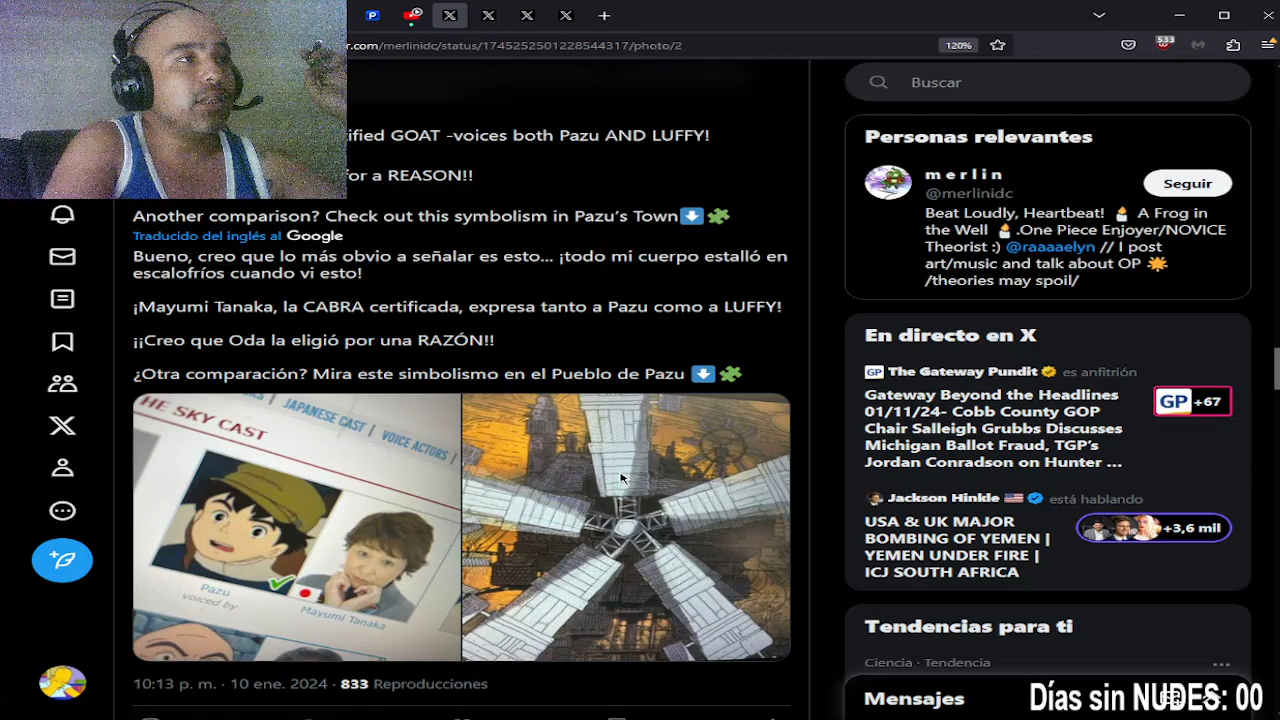 120%
533
r.com/merlinidc/status/1745252501228544317/photo/2
ified GOAT -voices both Pazu AND LUFFY!
or a REASON!!
Another comparison? Check out this symbolism in Pazu's Town⬇️🧩
Traducido del inglés al Google
Bueno, creo que lo más obvio a señalar es esto... ¡todo mi cuerpo estalló en
escalofríos cuando vi esto!
¡Mayumi Tanaka, la CABRA certificada, expresa tanto a Pazu como a LUFFY!
¡¡Creo que Oda la eligió por una RAZÓN!!
¿Otra comparación? Mira este simbolismo en el Pueblo de Pazu ⬇️🧩
HE SKY CAST
JAPANESE CAST |
VOICE ACTORS |
Pazu
voiced by
Mayumi Tanaka
10:13 p. m. · 10 ene. 2024 · 833 Reproducciones
Buscar
Personas relevantes
m e r l i n
@merlinidc
Seguir
Beat Loudly, Heartbeat! 🕯️ A Frog in
the Well 🕯️.One Piece Enjoyer/NOVICE
Theorist :) @raaaaelyn // I post
art/music and talk about OP 🌟
/theories may spoil/
En directo en X
GP The Gateway Pundit es anfitrión
Gateway Beyond the Headlines
01/11/24- Cobb County GOP
Chair Salleigh Grubbs Discusses
Michigan Ballot Fraud, TGP's
Jordan Conradson on Hunter ...
GP +67
Jackson Hinkle 🇺🇸 está hablando
USA & UK MAJOR
BOMBING OF YEMEN |
YEMEN UNDER FIRE |
ICJ SOUTH AFRICA
+3,6 mil
Tendencias para ti
Ciencia · Tendencia
Mensajes
Días sin NUDES: 00